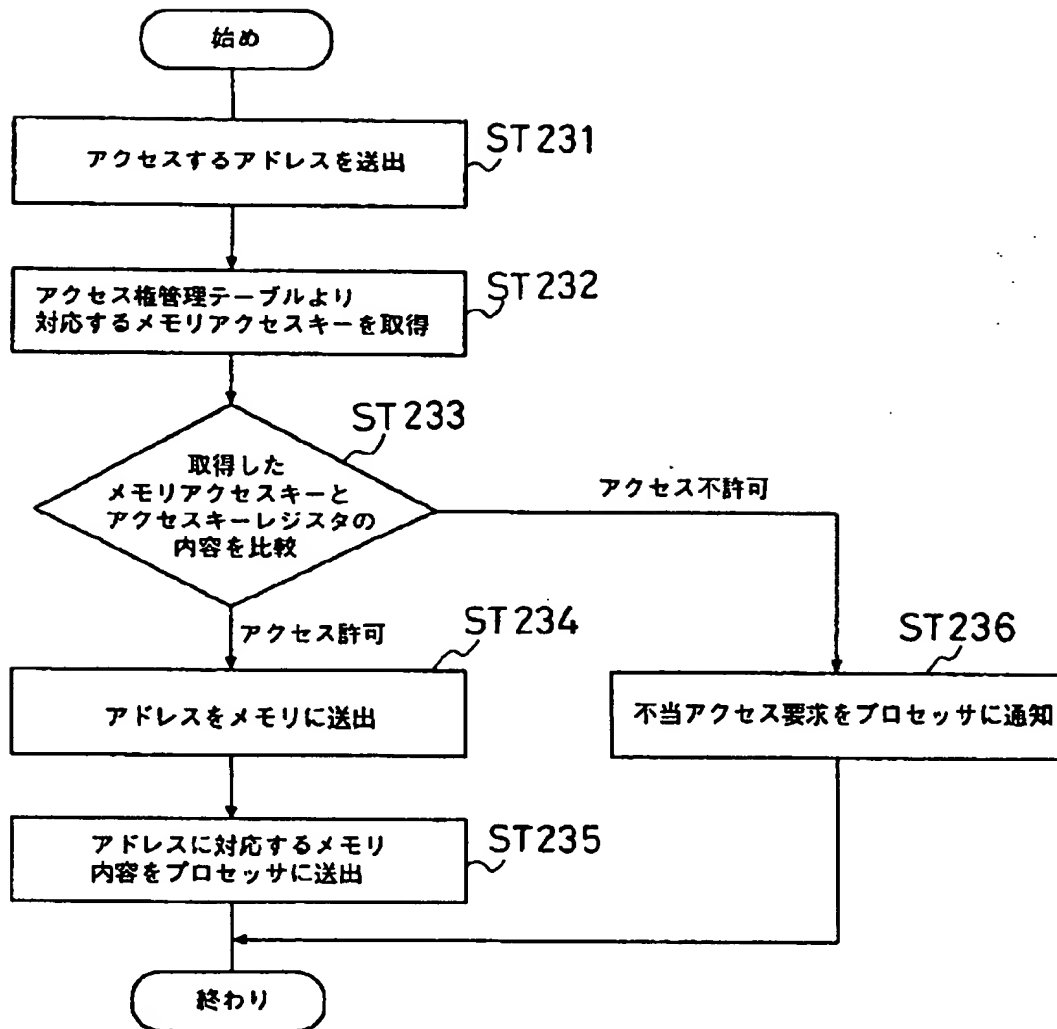 始め
アクセスするアドレスを送出
ST231
アクセス権管理テーブルより
対応するメモリアクセスキーを取得
ST232
取得した
メモリアクセスキーと
アクセスキーレジスタの
内容を比較
ST233
アクセス不許可
アクセス許可
アドレスをメモリに送出
ST234
不当アクセス要求をプロセッサに通知
ST236
アドレスに対応するメモリ
内容をプロセッサに送出
ST235
終わり